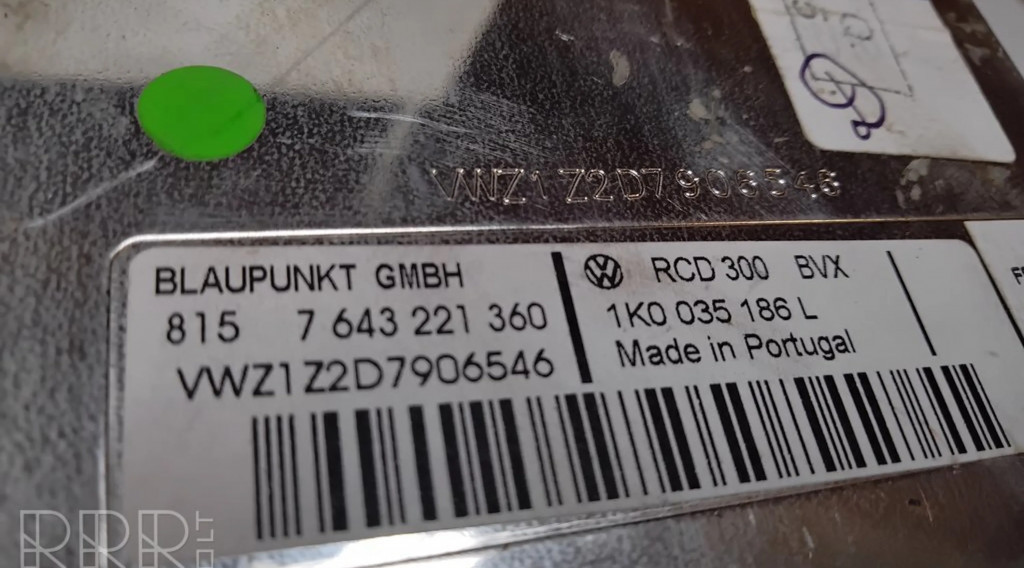 VWZ1Z2D7906546
BLAUPUNKT GMBH
815 7 643 221 360
VWZ1Z2D7906546
RCD 300 BVX
1K0 035 186 L
Made in Portugal
RRR.LT